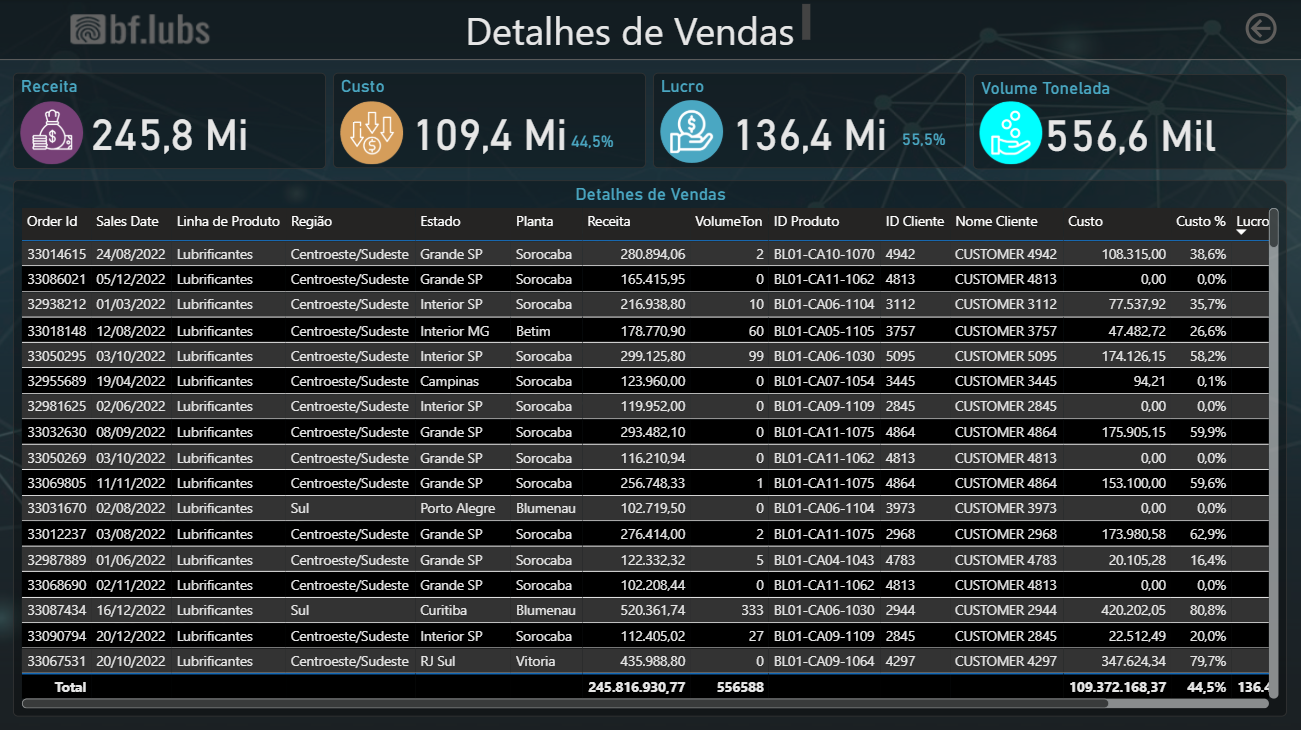 bf.lubs
Detalhes de Vendas
Receita
245,8 Mi
Custo
109,4 Mi 44,5%
Lucro
136,4 Mi 55,5%
Volume Tonelada
556,6 Mil
Detalhes de Vendas
Order Id Sales Date Linha de Produto Região Estado Planta Receita VolumeTon ID Produto ID Cliente Nome Cliente Custo Custo % Lucro
33014615 24/08/2022 Lubrificantes Centroeste/Sudeste Grande SP Sorocaba 280.894,06 2 BL01-CA10-1070 4942 CUSTOMER 4942 108.315,00 38,6%
33086021 05/12/2022 Lubrificantes Centroeste/Sudeste Grande SP Sorocaba 165.415,95 0 BL01-CA11-1062 4813 CUSTOMER 4813 0,00 0,0%
32938212 01/03/2022 Lubrificantes Centroeste/Sudeste Interior SP Sorocaba 216.938,80 10 BL01-CA06-1104 3112 CUSTOMER 3112 77.537,92 35,7%
33018148 12/08/2022 Lubrificantes Centroeste/Sudeste Interior MG Betim 178.770,90 60 BL01-CA05-1105 3757 CUSTOMER 3757 47.482,72 26,6%
33050295 03/10/2022 Lubrificantes Centroeste/Sudeste Interior SP Sorocaba 299.125,80 99 BL01-CA06-1030 5095 CUSTOMER 5095 174.126,15 58,2%
32955689 19/04/2022 Lubrificantes Centroeste/Sudeste Campinas Sorocaba 123.960,00 0 BL01-CA07-1054 3445 CUSTOMER 3445 94,21 0,1%
32981625 02/06/2022 Lubrificantes Centroeste/Sudeste Interior SP Sorocaba 119.952,00 0 BL01-CA09-1109 2845 CUSTOMER 2845 0,00 0,0%
33032630 08/09/2022 Lubrificantes Centroeste/Sudeste Grande SP Sorocaba 293.482,10 0 BL01-CA11-1075 4864 CUSTOMER 4864 175.905,15 59,9%
33050269 03/10/2022 Lubrificantes Centroeste/Sudeste Grande SP Sorocaba 116.210,94 0 BL01-CA11-1062 4813 CUSTOMER 4813 0,00 0,0%
33069805 11/11/2022 Lubrificantes Centroeste/Sudeste Grande SP Sorocaba 256.748,33 1 BL01-CA11-1075 4864 CUSTOMER 4864 153.100,00 59,6%
33031670 02/08/2022 Lubrificantes Sul Porto Alegre Blumenau 102.719,50 0 BL01-CA06-1104 3973 CUSTOMER 3973 0,00 0,0%
33012237 03/08/2022 Lubrificantes Centroeste/Sudeste Grande SP Sorocaba 276.414,00 2 BL01-CA11-1075 2968 CUSTOMER 2968 173.980,58 62,9%
32987889 01/06/2022 Lubrificantes Centroeste/Sudeste Grande SP Sorocaba 122.332,32 5 BL01-CA04-1043 4783 CUSTOMER 4783 20.105,28 16,4%
33068690 02/11/2022 Lubrificantes Centroeste/Sudeste Grande SP Sorocaba 102.208,44 0 BL01-CA11-1062 4813 CUSTOMER 4813 0,00 0,0%
33087434 16/12/2022 Lubrificantes Sul Curitiba Blumenau 520.361,74 333 BL01-CA06-1030 2944 CUSTOMER 2944 420.202,05 80,8%
33090794 20/12/2022 Lubrificantes Centroeste/Sudeste Interior SP Sorocaba 112.405,02 27 BL01-CA09-1109 2845 CUSTOMER 2845 22.512,49 20,0%
33067531 20/10/2022 Lubrificantes Centroeste/Sudeste RJ Sul Vitoria 435.988,80 0 BL01-CA09-1064 4297 CUSTOMER 4297 347.624,34 79,7%
Total 245.816.930,77 556588 109.372.168,37 44,5% 136.4